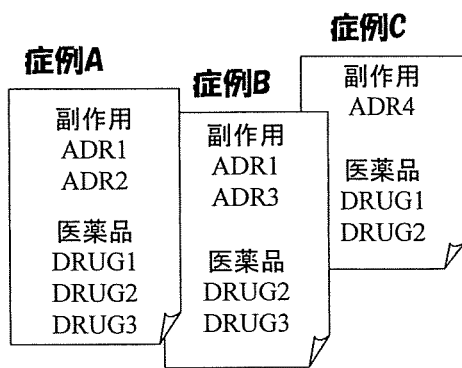 症例A
副作用
ADR1
ADR2
医薬品
DRUG1
DRUG2
DRUG3
症例B
副作用
ADR1
ADR3
医薬品
DRUG2
DRUG3
症例C
副作用
ADR4
医薬品
DRUG1
DRUG2